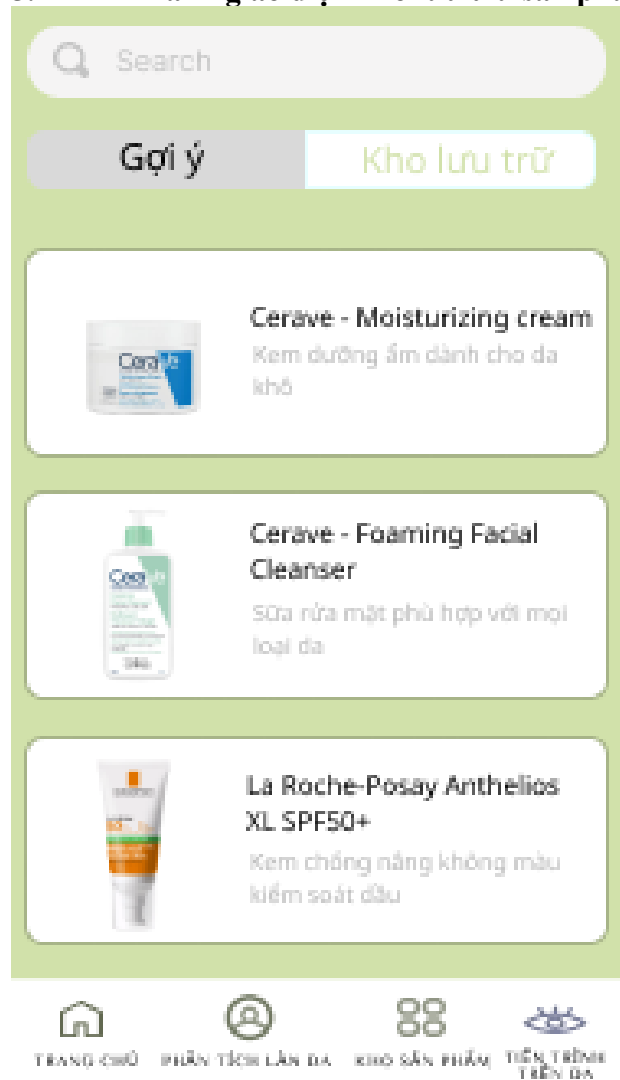 Search
Gợi ý
Kho lưu trữ
Cerave - Moisturizing cream
Kem dưỡng ẩm dành cho da
khô
Cerave - Foaming Facial
Cleanser
Sữa rửa mặt phù hợp với mọi
loại da
La Roche-Posay Anthelios
XL SPF50+
Kem chống nắng không màu
kiểm soát dầu
TRANG CHỦ
PHÂN TÍCH LÀN DA
KHO SẢN PHẨM
TIẾN TRÌNH
TRÊN DA